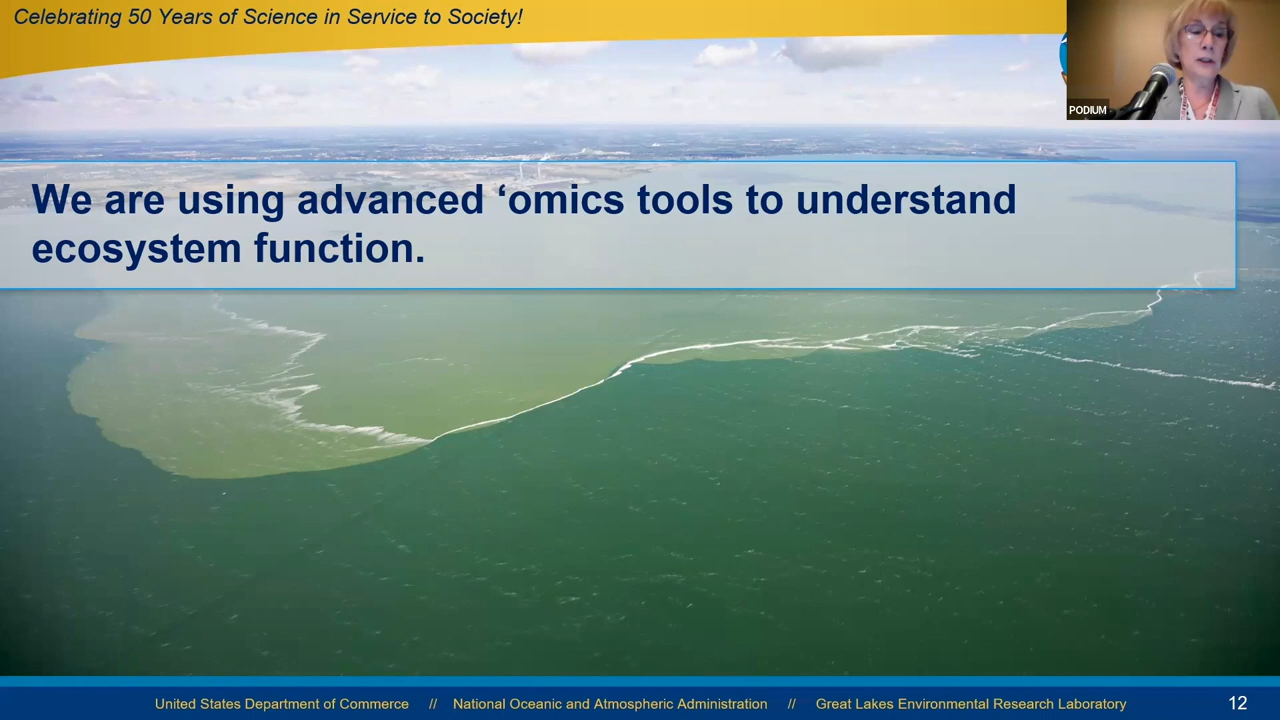 Celebrating 50 Years of Science in Service to Society!
PODIUM
We are using advanced ‘omics tools to understand
ecosystem function.
United States Department of Commerce // National Oceanic and Atmospheric Administration // Great Lakes Environmental Research Laboratory 12